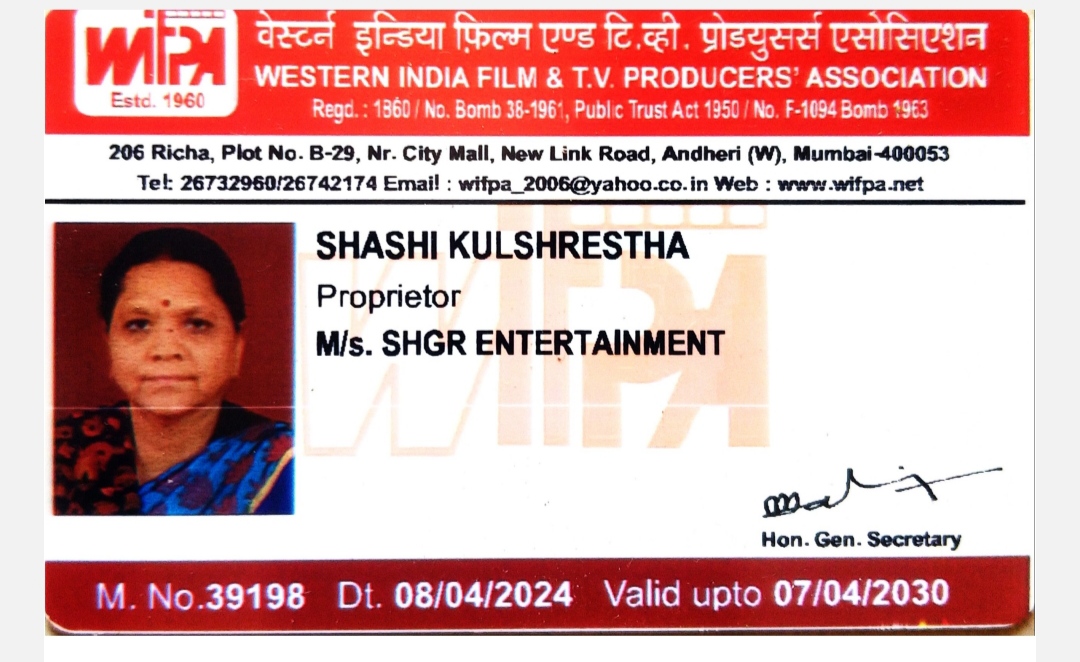 WIFPA
Estd. 1960
वेस्टर्न इन्डिया फ़िल्म एण्ड टि.व्ही. प्रोडयुसर्स एसोसिएशन
WESTERN INDIA FILM & T.V. PRODUCERS' ASSOCIATION
Regd. : 1860 / No. Bomb 38-1961, Public Trust Act 1950 / No. F-1094 Bomb 1963
206 Richa, Plot No. B-29, Nr. City Mall, New Link Road, Andheri (W), Mumbai-400053
Tel: 26732960/26742174 Email : wifpa_2006@yahoo.co.in Web : www.wifpa.net
SHASHI KULSHRESTHA
Proprietor
M/s. SHGR ENTERTAINMENT
WIFPA
Hon. Gen. Secretary
M. No.39198 Dt. 08/04/2024 Valid upto 07/04/2030